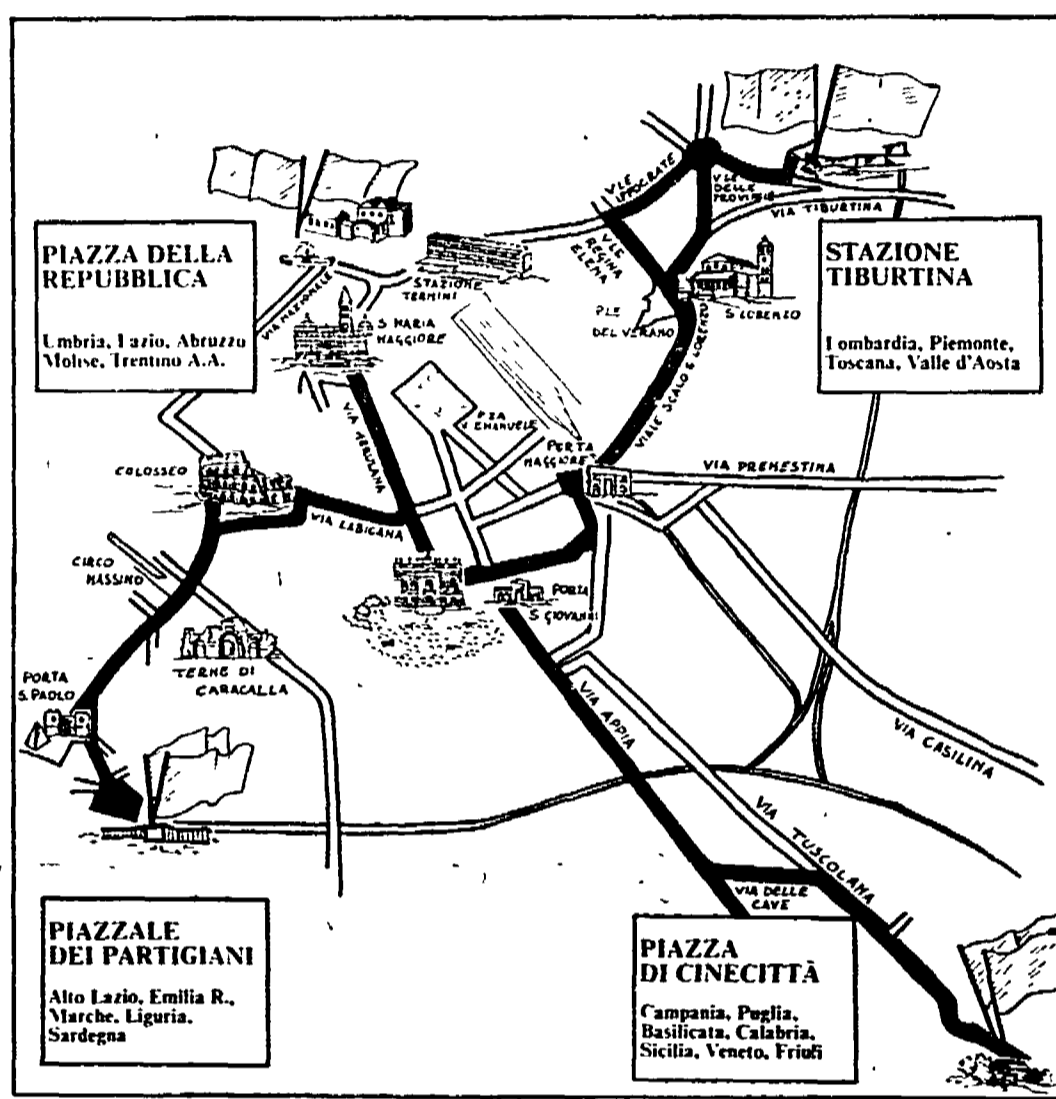 PIAZZA DELLA
REPUBBLICA
Umbria, Lazio, Abruzzo
Molise, Trentino A.A.
STAZIONE
TIBURTINA
Lombardia, Piemonte,
Toscana, Valle d'Aosta
VLE IPPOCRATE
VLE
DELLE
PROVINCIE
VIA TIBURTINA
VLE
REGINA
ELENA
STAZIONE
TERMINI
VIA NAZIONALE
S. MARIA
MAGGIORE
PLE
DEL VERANO
S. LORENZO
VIALE SCALO S. LORENZO
PZA
V. EMANUELE
VIA MERULANA
PORTA
MAGGIORE
VIA PRENESTINA
COLOSSEO
VIA LABICANA
CIRCO
MASSIMO
PORTA
S. GIOVANNI
TERME DI
CARACALLA
PORTA
S. PAOLO
VIA APPIA
VIA CASILINA
VIA TUSCOLANA
VIA DELLE
CAVE
PIAZZALE
DEI PARTIGIANI
Alto Lazio, Emilia R.,
Marche, Liguria,
Sardegna
PIAZZA
DI CINECITTÀ
Campania, Puglia,
Basilicata, Calabria,
Sicilia, Veneto, Friuli